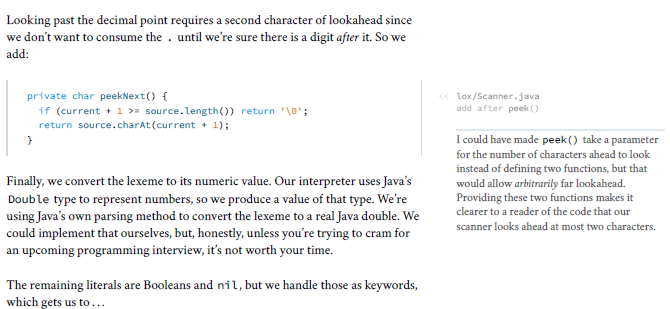 Looking past the decimal point requires a second character of lookahead since
we don’t want to consume the . until we’re sure there is a digit after it. So we
add:
private char peekNext() {
if (current + 1 >= source.length()) return '\0';
return source.charAt(current + 1);
}
<< lox/Scanner.java
add after peek()
I could have made peek() take a parameter
for the number of characters ahead to look
instead of defining two functions, but that
would allow arbitrarily far lookahead.
Providing these two functions makes it
clearer to a reader of the code that our
scanner looks ahead at most two characters.
Finally, we convert the lexeme to its numeric value. Our interpreter uses Java’s
Double type to represent numbers, so we produce a value of that type. We’re
using Java’s own parsing method to convert the lexeme to a real Java double. We
could implement that ourselves, but, honestly, unless you’re trying to cram for
an upcoming programming interview, it’s not worth your time.
The remaining literals are Booleans and nil, but we handle those as keywords,
which gets us to ...